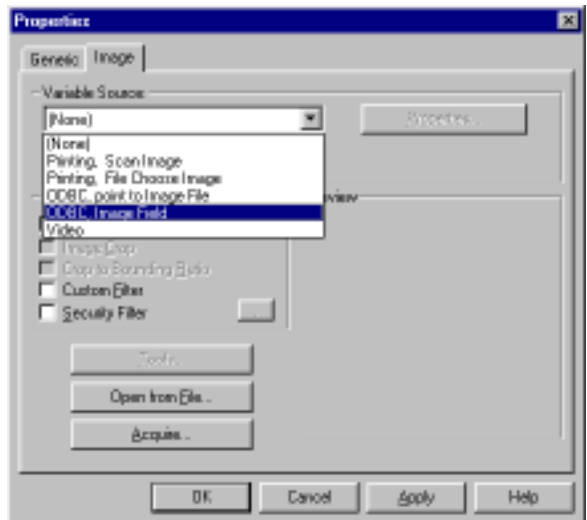 Properties
Generic Image
Variable Source:
(None)
Properties...
(None)
Printing, Scan Image
Printing, File Choose Image
ODBC, point to Image File
ODBC, Image Field
Video
view
Image Crop
Crop to Bounding Ratio
Custom Filter
Security Filter
...
Tools...
Open from File...
Acquire...
OK Cancel Apply Help